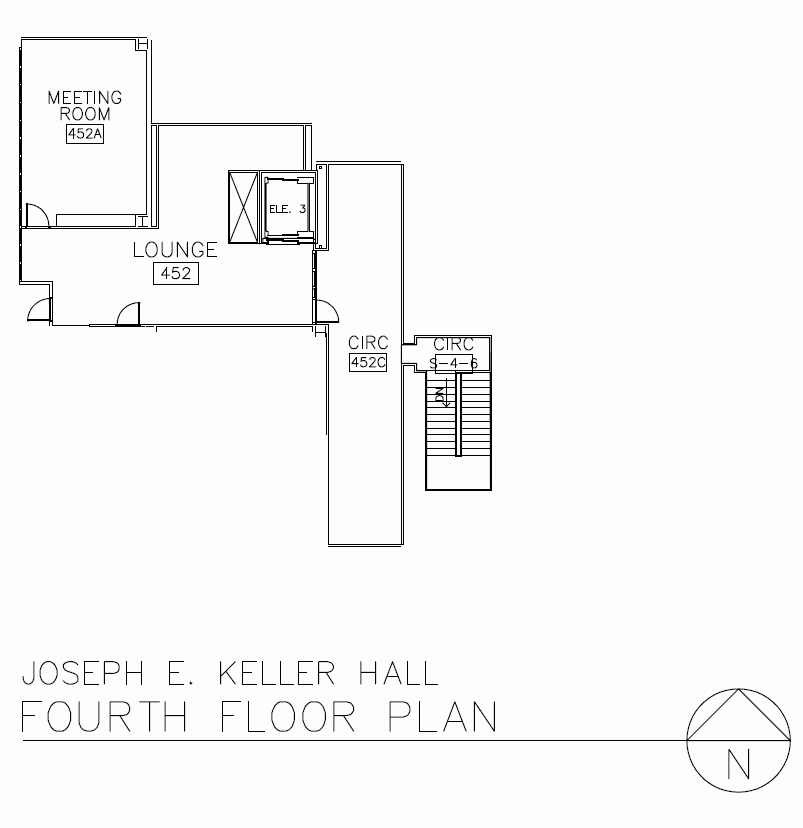 MEETING
ROOM
452A
ELE. 3
LOUNGE
452
CIRC
452C
CIRC
S-4-6
DN
JOSEPH E. KELLER HALL
FOURTH FLOOR PLAN
N